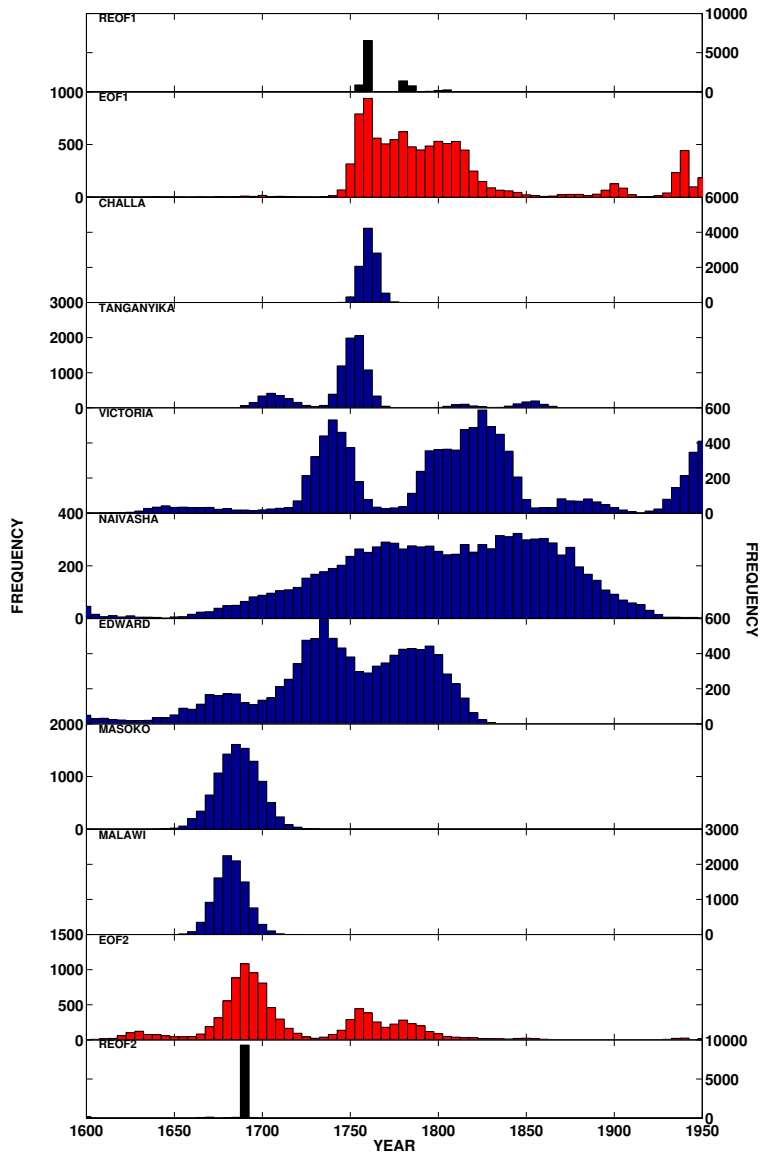 REOF1
10000
5000
0
1000
EOF1
500
0
6000
CHALLA
4000
2000
0
3000
TANGANYIKA
2000
1000
0
600
VICTORIA
400
200
0
400
NAIVASHA
200
0
600
EDWARD
400
200
0
2000
MASOKO
1000
0
3000
MALAWI
2000
1000
0
1500
EOF2
1000
500
0
10000
REOF2
5000
0
1600 1650 1700 1750 1800 1850 1900 1950
YEAR
FREQUENCY
FREQUENCY